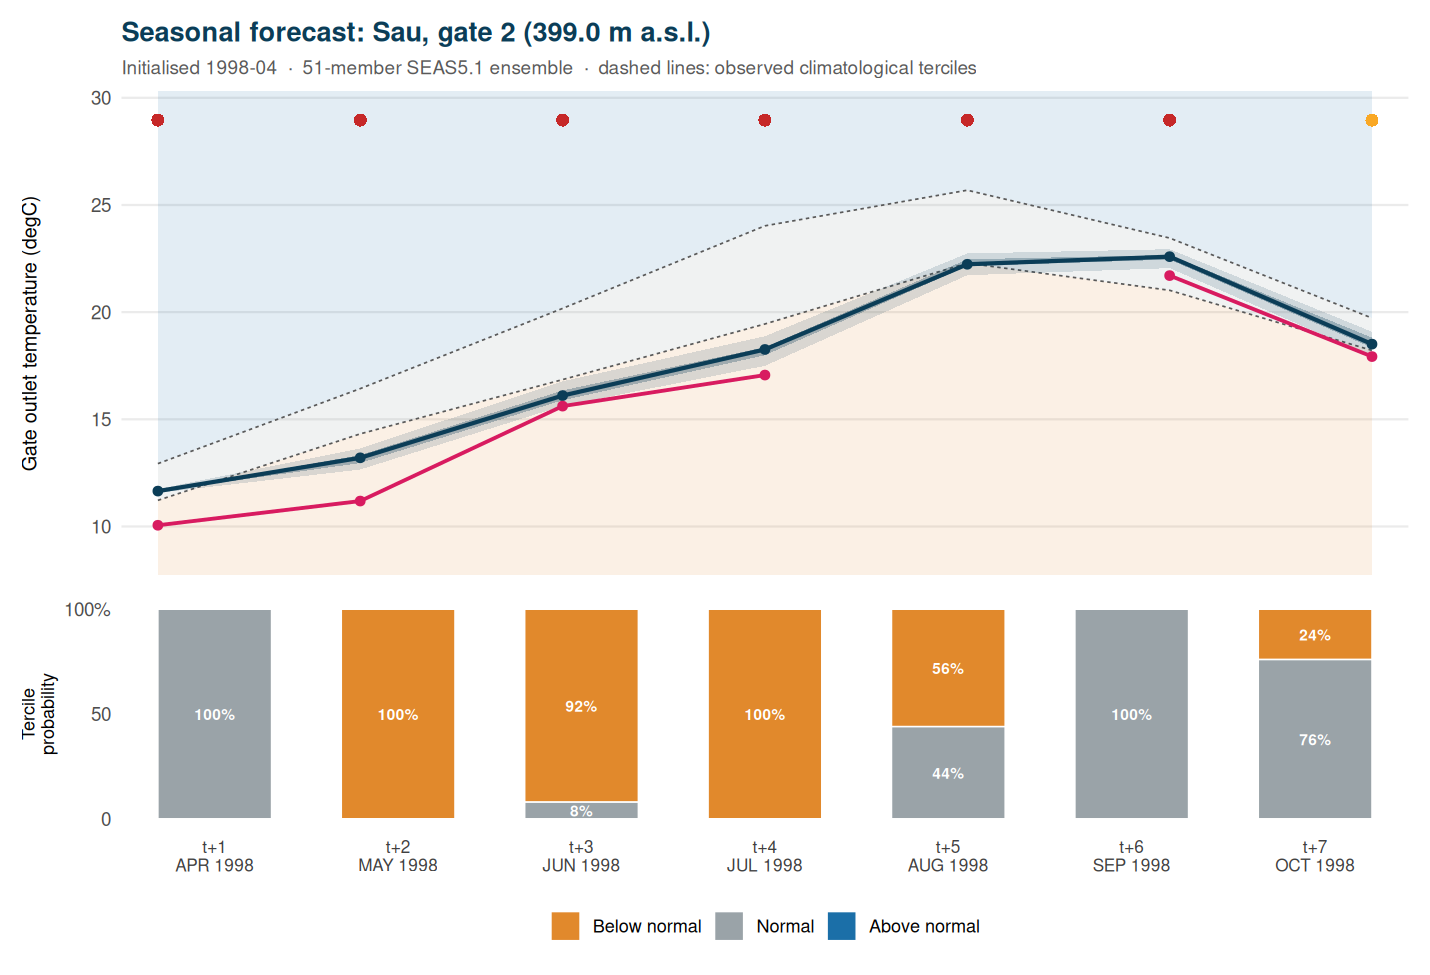 Seasonal forecast: Sau, gate 2 (399.0 m a.s.l.)
Initialised 1998-04 · 51-member SEAS5.1 ensemble · dashed lines: observed climatological terciles
Gate outlet temperature (degC)
30
25
20
15
10
Tercile
probability
100%
50
0
100%
100%
92%
8%
100%
56%
44%
100%
24%
76%
t+1
APR 1998
t+2
MAY 1998
t+3
JUN 1998
t+4
JUL 1998
t+5
AUG 1998
t+6
SEP 1998
t+7
OCT 1998
Below normal
Normal
Above normal